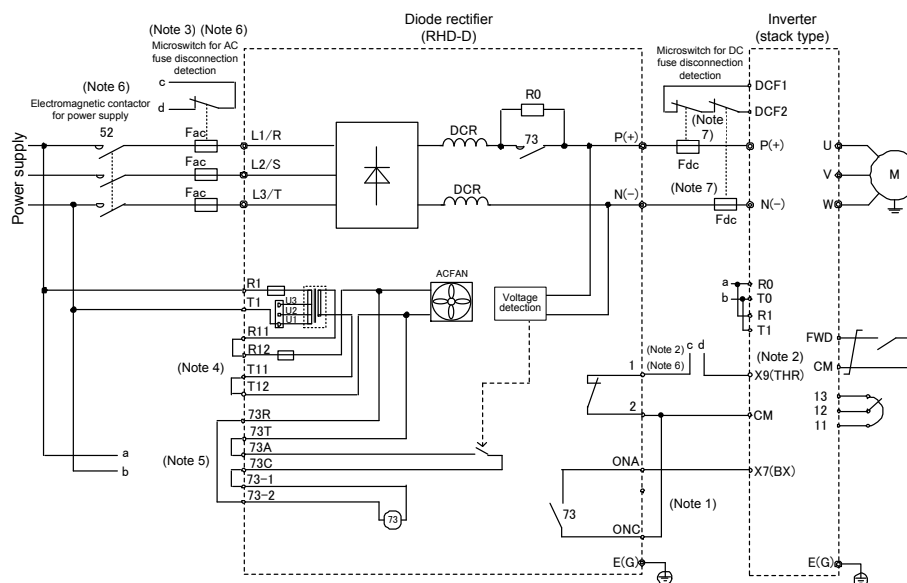 Diode rectifier
(RHD-D)
Inverter
(stack type)
(Note 3) (Note 6)
Microswitch for AC
fuse disconnection
detection
c
d
Microswitch for DC
fuse disconnection
detection
DCF1
DCF2
(Note 6)
Electromagnetic contactor
for power supply
52
Fac
L1/R
Fac
L2/S
Fac
L3/T
Power supply
R0
DCR
73
DCR
P(+)
N(-)
(Note
7)
Fdc
(Note 7)
Fdc
P(+)
N(-)
U
V
W
M
R1
T1
U3
U2
U1
R11
R12
T11
T12
(Note 4)
ACFAN
Voltage
detection
a
b
R0
T0
R1
T1
FWD
CM
(Note 2)
(Note 6)
c d
(Note 2)
1
X9(THR)
2
CM
13
12
11
73R
73T
73A
73C
73-1
73-2
(Note 5)
a
b
73
ONA
X7(BX)
73
(Note 1)
ONC
E(G)
E(G)